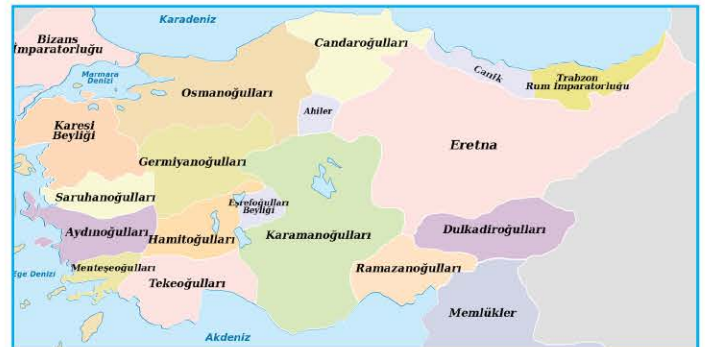 Karadeniz
Bizans
İmparatorluğu
Candaroğulları
Marmara
Denizi
Canik
Trabzon
Rum İmparatorluğu
Osmanoğulları
Ahiler
Karesi
Beyliği
Eretna
Germiyanoğulları
Saruhanoğulları
Eşrefoğulları
Beyliği
Aydınoğulları
Hamitoğulları
Karamanoğulları
Dulkadiroğulları
Menteşeoğulları
Ramazanoğulları
Ege Denizi
Tekeoğulları
Memlükler
Akdeniz